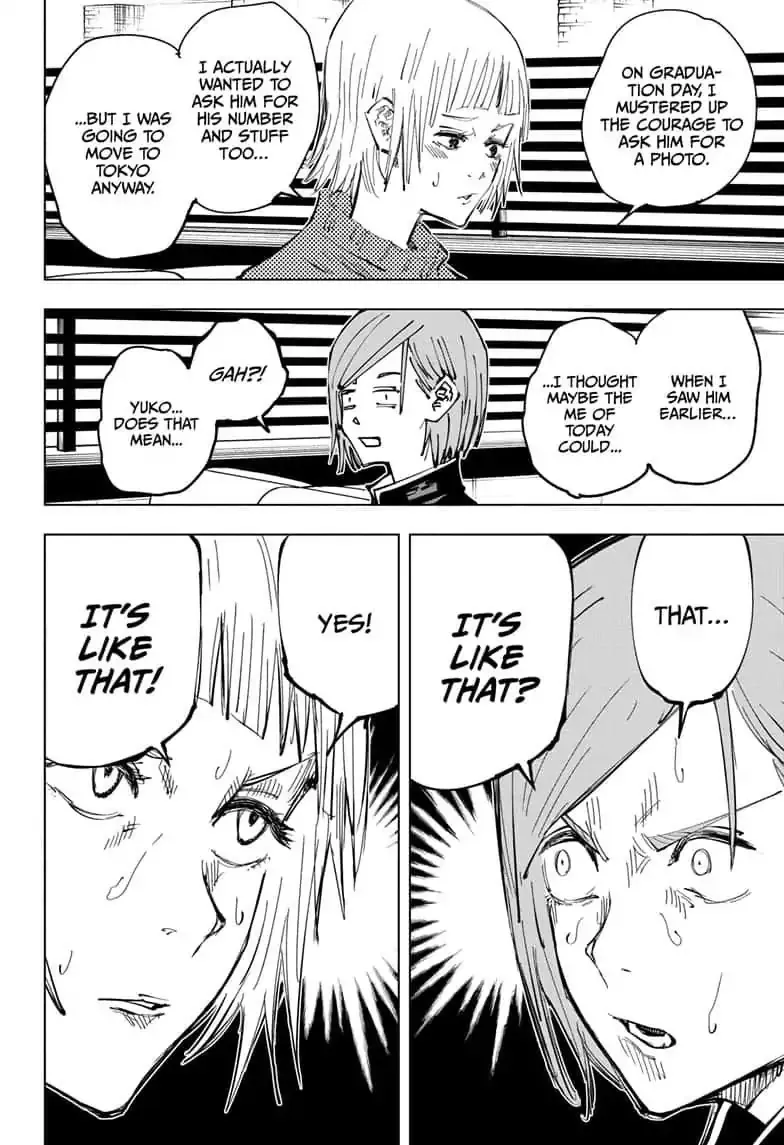 ON GRADUA-
TION DAY, I
MUSTERED UP
THE COURAGE TO
ASK HIM FOR
A PHOTO.
I ACTUALLY
WANTED TO
ASK HIM FOR
HIS NUMBER
AND STUFF
TOO...
...BUT I WAS
GOING TO
MOVE TO
TOKYO
ANYWAY.
WHEN I
SAW HIM
EARLIER...
...I THOUGHT
MAYBE THE
ME OF
TODAY
COULD...
GAH?!
YUKO...
DOES THAT
MEAN...
THAT...
IT'S
LIKE
THAT?
YES!
IT'S
LIKE
THAT!